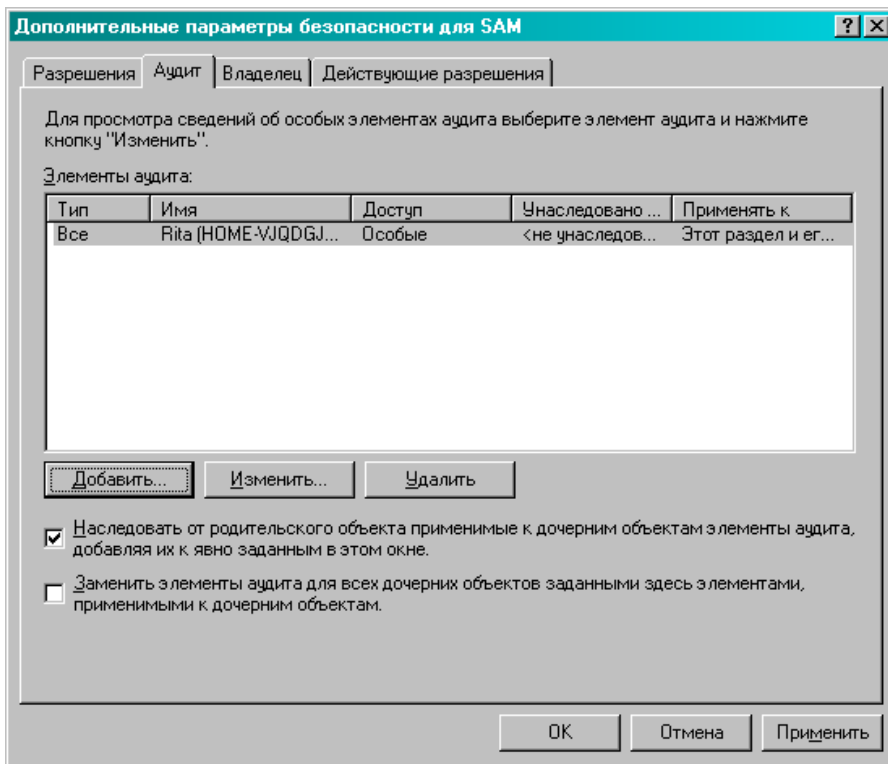 Дополнительные параметры безопасности для SAM
Разрешения Аудит Владелец Действующие разрешения
Для просмотра сведений об особых элементах аудита выберите элемент аудита и нажмите
кнопку "Изменить".
Элементы аудита:
Тип Имя Доступ Унаследовано ... Применять к
Все Rita (HOME-VJQDGJ... Особые <не унаследов... Этот раздел и ег...
Добавить... Изменить... Удалить
Наследовать от родительского объекта применимые к дочерним объектам элементы аудита,
добавляя их к явно заданным в этом окне.
Заменить элементы аудита для всех дочерних объектов заданными здесь элементами,
применимыми к дочерним объектам.
OK Отмена Применить